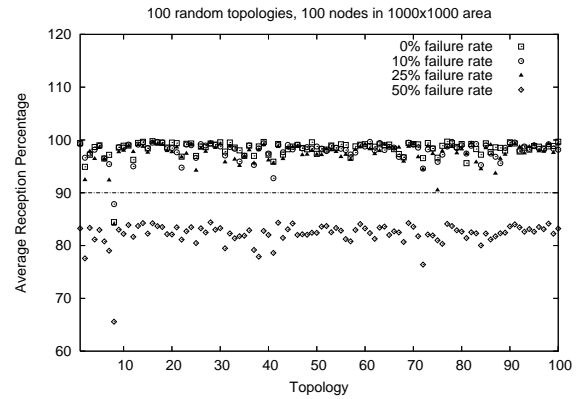 100 random topologies, 100 nodes in 1000x1000 area
0% failure rate
10% failure rate
25% failure rate
50% failure rate
Average Reception Percentage
120
110
100
90
80
70
60
10 20 30 40 50 60 70 80 90 100
Topology